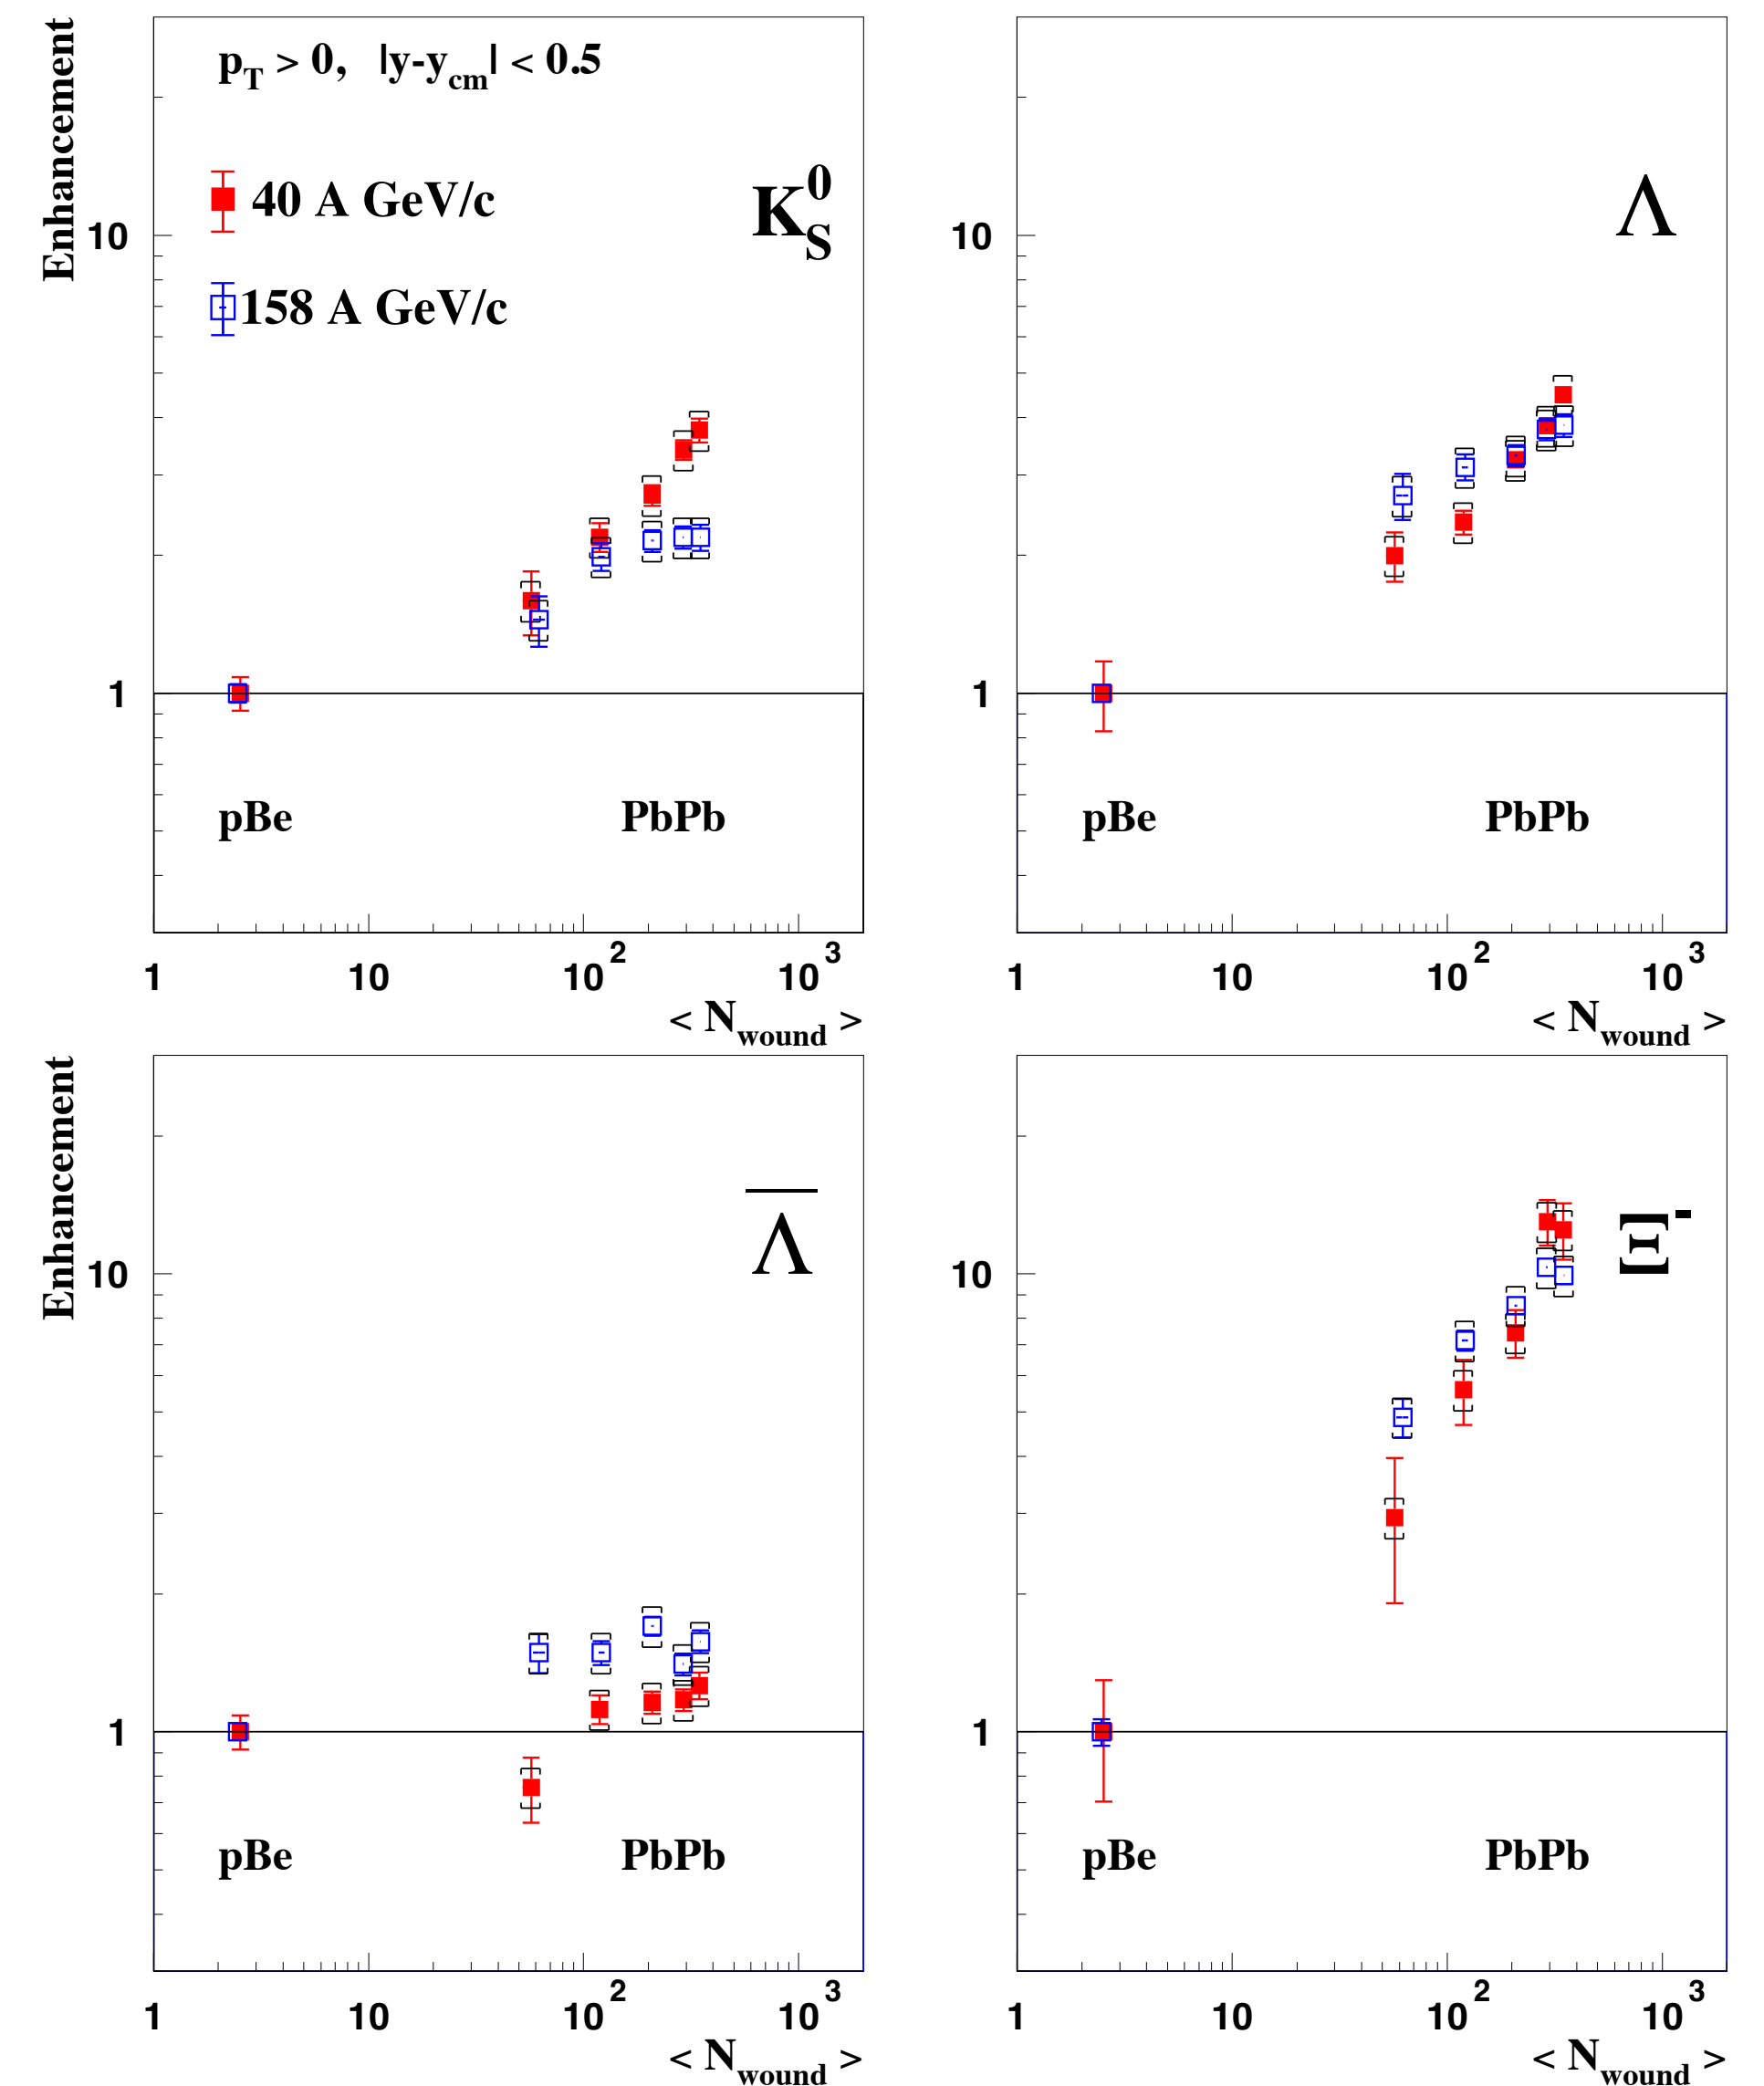 Enhancement
p_T > 0, |y-y_cm| < 0.5
40 A GeV/c
158 A GeV/c
K^0_S
10
1
pBe PbPb
1 10 10^2 10^3
< N_wound >
Λ
10
1
pBe PbPb
1 10 10^2 10^3
< N_wound >
Enhancement
Λ̅
10
1
pBe PbPb
1 10 10^2 10^3
< N_wound >
Ξ^-
10
1
pBe PbPb
1 10 10^2 10^3
< N_wound >